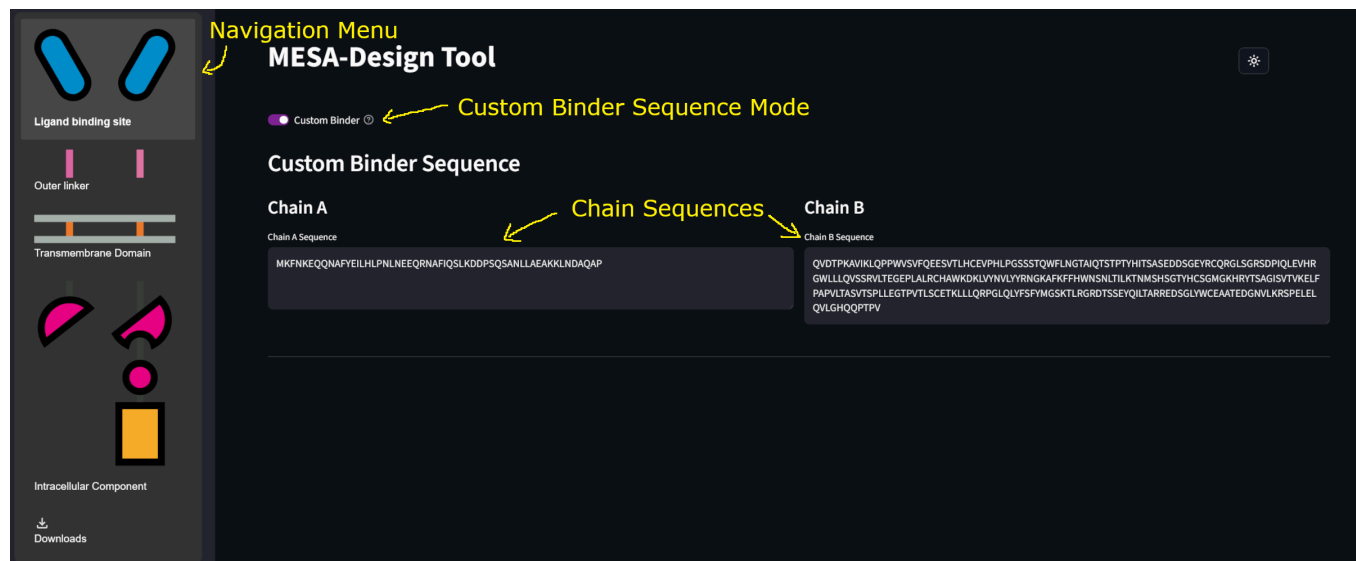 Navigation Menu
MESA-Design Tool
Ligand binding site
Custom Binder
Custom Binder Sequence Mode
Custom Binder Sequence
Outer linker
Chain A
Chain Sequences
Chain B
Chain A Sequence
Chain B Sequence
Transmembrane Domain
MKFNKEQQNAFYEILHLPNLNEEQRNAFIQSLKDDPSQSANLLAEAKKLNDAQAP
QVDTPKAVIKLQPPWVSVFQEESVTLHCEVPHLPGSSSTQWFLNGTAIQTSTPTYHITSASEDDSGEYRCQRGLSGRSDPIQLEVHR
GWLLLQVSSRVLTEGEPLALRCHAWKDKLVYNVLYYRNGKAFKFFHWNSNLTILKTNMSHSGTYHCSGMGKHRYTSAGISVTVKELF
PAPVLTASVTSPLLEGTPVTLSCETKLLLQRPGLQLYFSFYMGSKTLRGRDTSSEYQILTARREDSGLYWCEAATEDGNVLKRSPELEL
QVLGHQQPTPV
Intracellular Component
Downloads